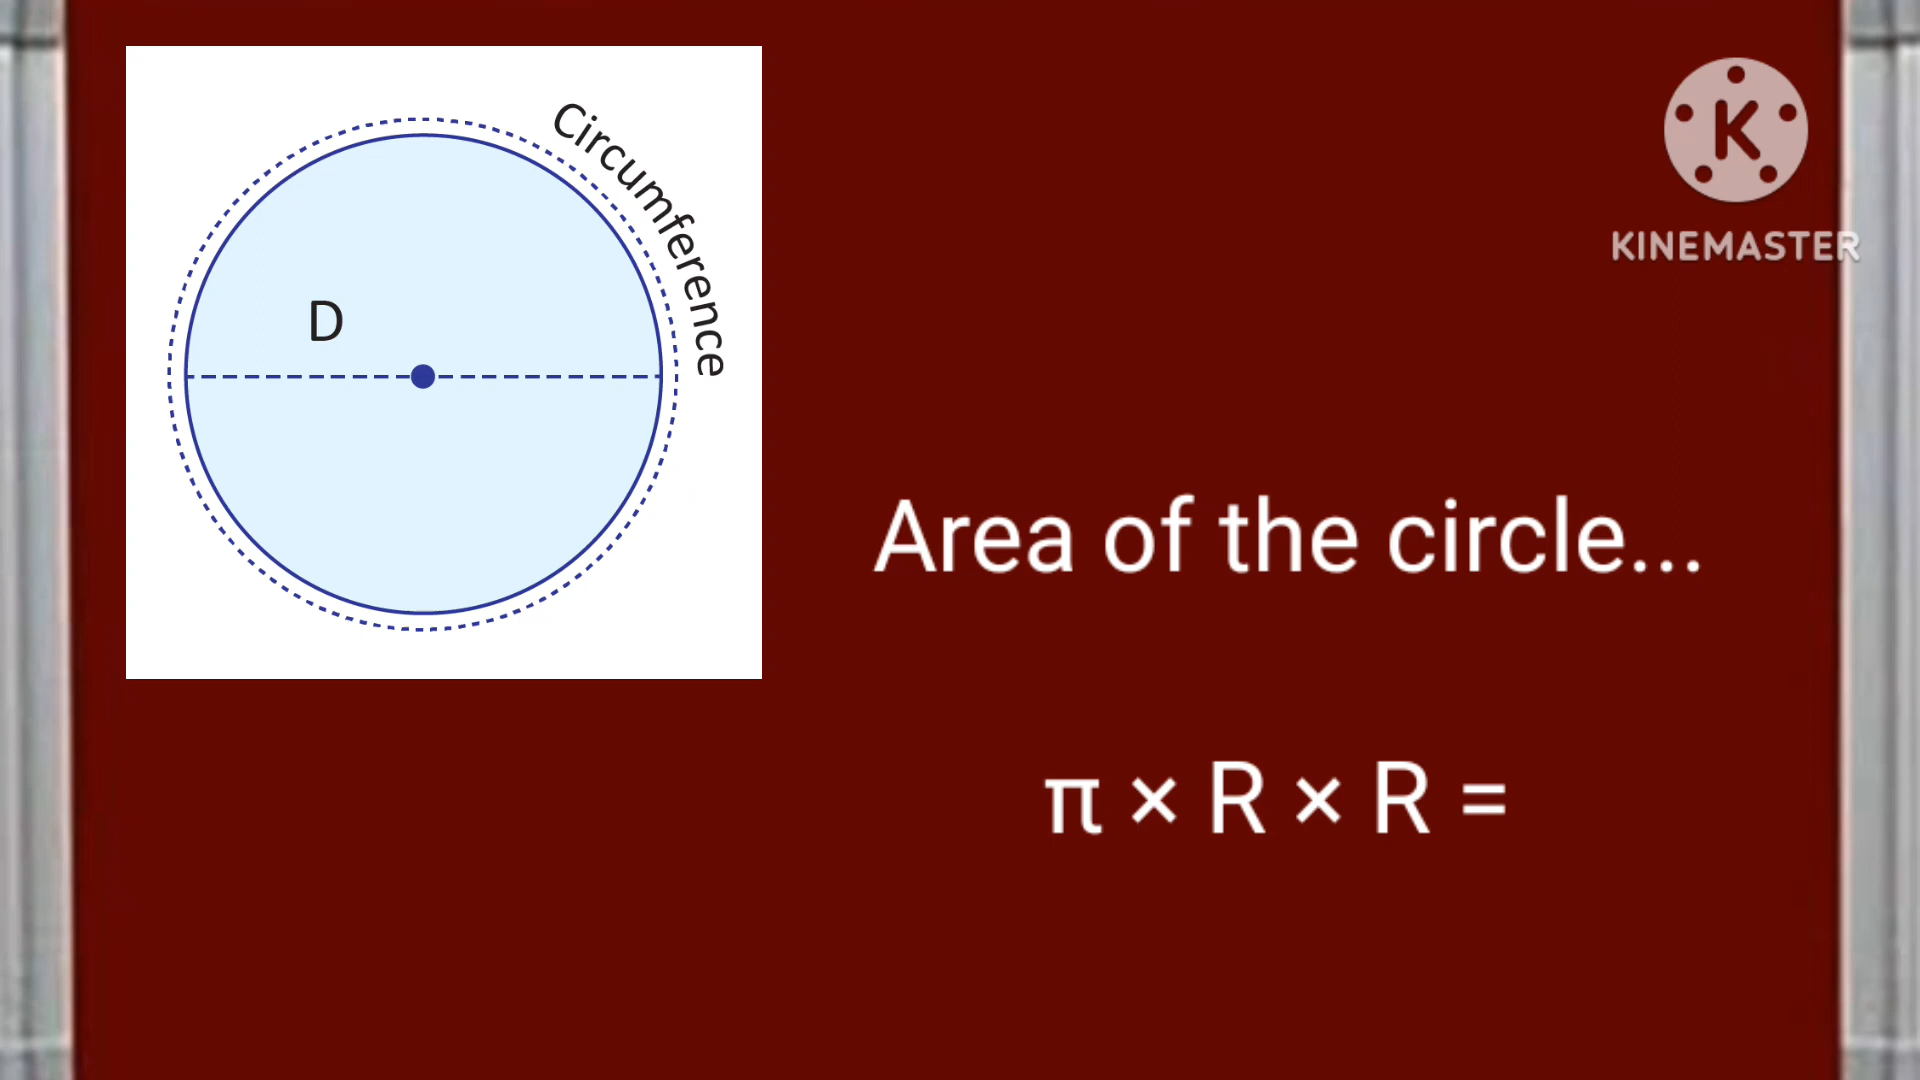 Circumference
D
K
KINEMASTER
Area of the circle...
π × R × R =